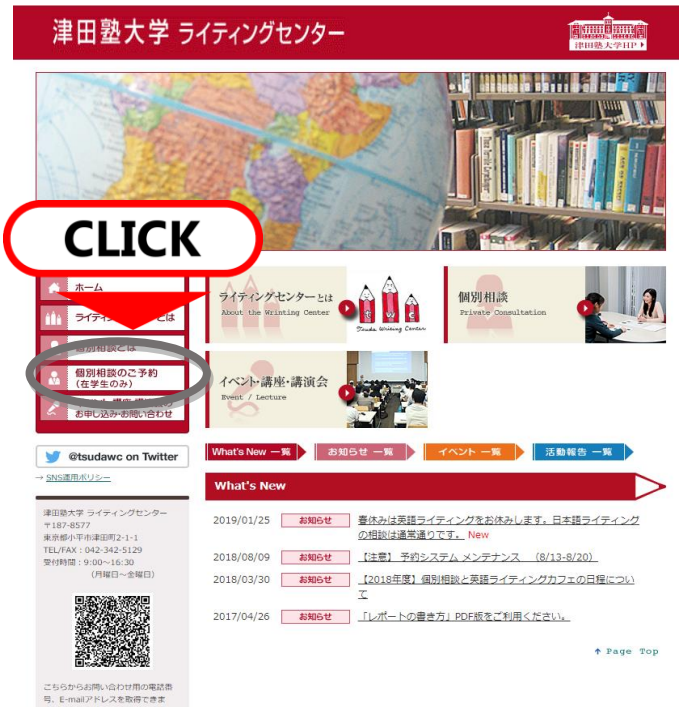 津田塾大学 ライティングセンター
津田塾大学HP
CLICK
ホーム
個別相談とは
個別相談のご予約
(在学生のみ)
お申し込み・お問い合わせ
ライティングセンターとは
About the Wrinting Center
t w c
Tsuda Writing Center
個別相談
Private Consultation
イベント・講座・講演会
Event / Lecture
@tsudawc on Twitter
→ SNS運用ポリシー
What's New 一覧
お知らせ 一覧
イベント 一覧
活動報告 一覧
What's New
2019/01/25 お知らせ 春休みは英語ライティングをお休みします。日本語ライティング
の相談は通常通りです。 New
2018/08/09 お知らせ 【注意】 予約システム メンテナンス (8/13-8/20)
2018/03/30 お知らせ 【2018年度】個別相談と英語ライティングカフェの日程につい
て
2017/04/26 お知らせ 「レポートの書き方」PDF版をご利用ください。
↑ Page Top
津田塾大学 ライティングセンター
〒187-8577
東京都小平市津田町2-1-1
TEL/FAX：042-342-5129
受付時間：9:00～16:30
(月曜日～金曜日)
こちらからお問い合わせ用の電話番
号、E-mailアドレスを取得できま